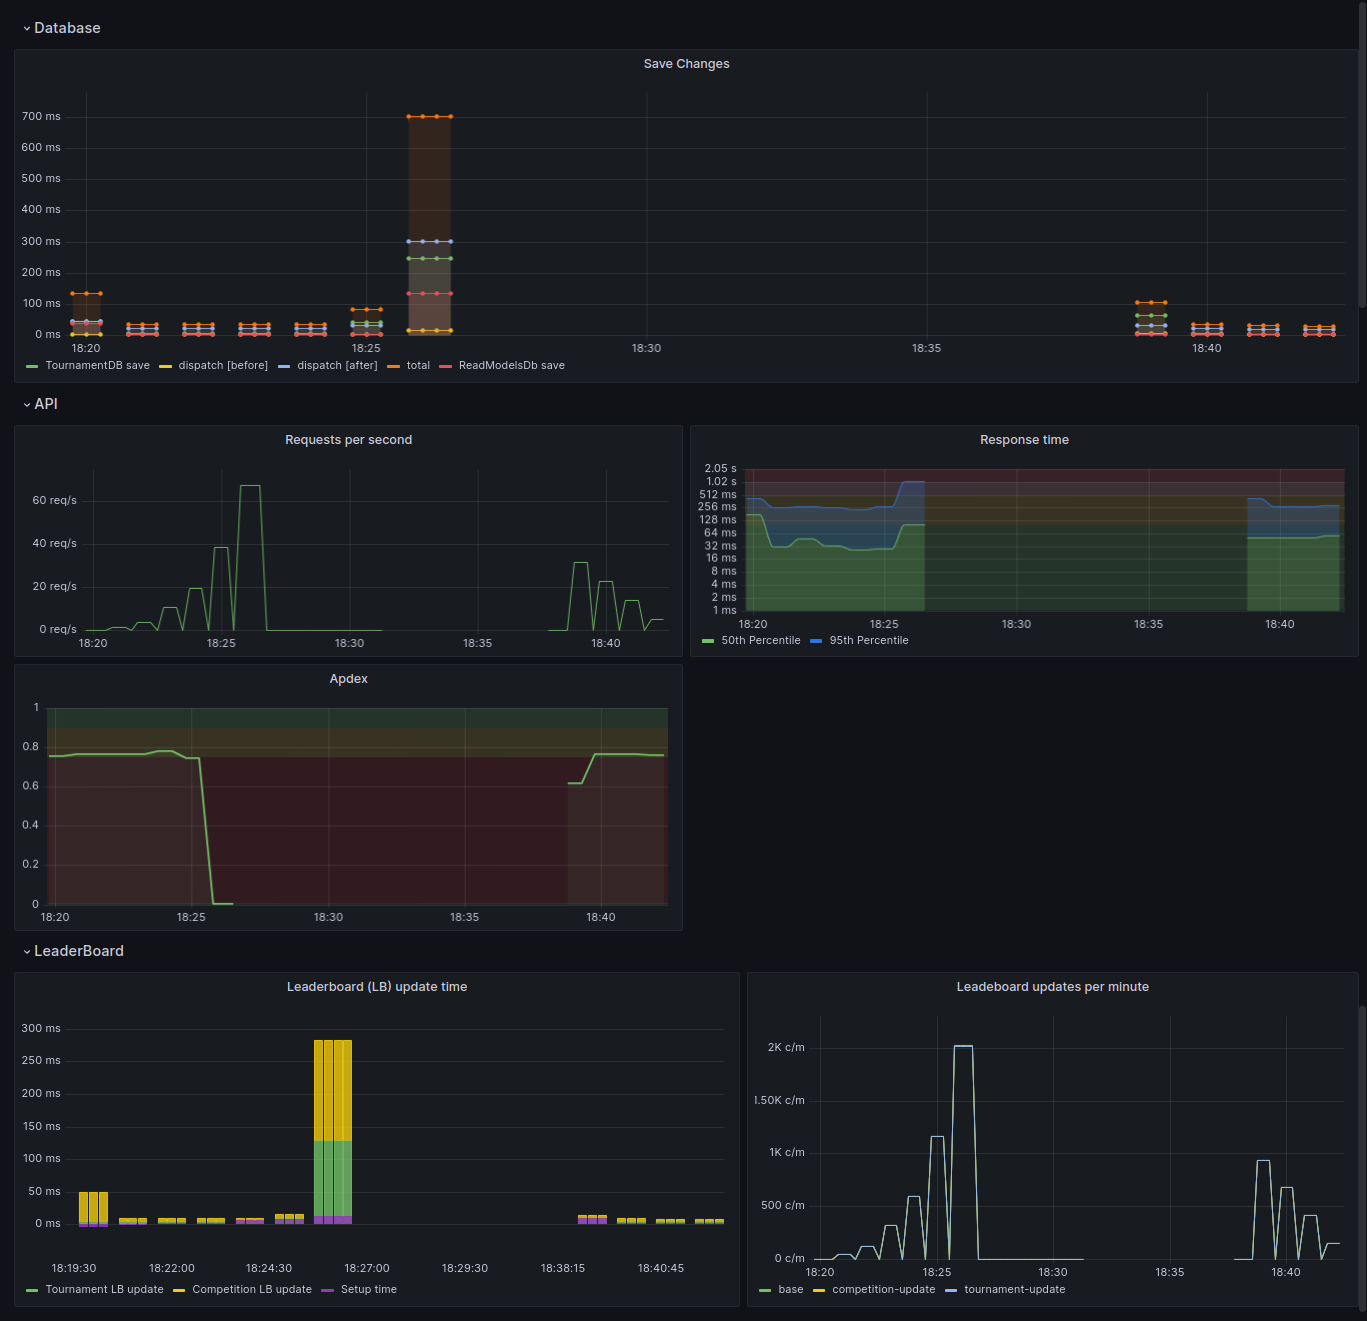 Database
Save Changes
700 ms
600 ms
500 ms
400 ms
300 ms
200 ms
100 ms
0 ms
18:20 18:25 18:30 18:35 18:40
TournamentDB save dispatch [before] dispatch [after] total ReadModelsDb save
API
Requests per second
60 req/s
40 req/s
20 req/s
0 req/s
18:20 18:25 18:30 18:35 18:40
Response time
2.05 s
1.02 s
512 ms
256 ms
128 ms
64 ms
32 ms
16 ms
8 ms
4 ms
2 ms
1 ms
18:20 18:25 18:30 18:35 18:40
50th Percentile 95th Percentile
Apdex
1
0.8
0.6
0.4
0.2
0
18:20 18:25 18:30 18:35 18:40
LeaderBoard
Leaderboard (LB) update time
300 ms
250 ms
200 ms
150 ms
100 ms
50 ms
0 ms
18:19:30 18:22:00 18:24:30 18:27:00 18:29:30 18:38:15 18:40:45
Tournament LB update Competition LB update Setup time
Leadeboard updates per minute
2K c/m
1.50K c/m
1K c/m
500 c/m
0 c/m
18:20 18:25 18:30 18:35 18:40
base competition-update tournament-update